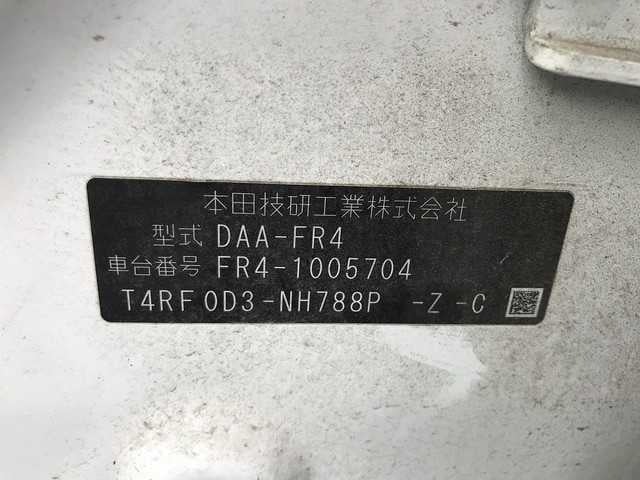 本田技研工業株式会社
型式 DAA-FR4
車台番号 FR4-1005704
T4RF0D3-NH788P -Z -C